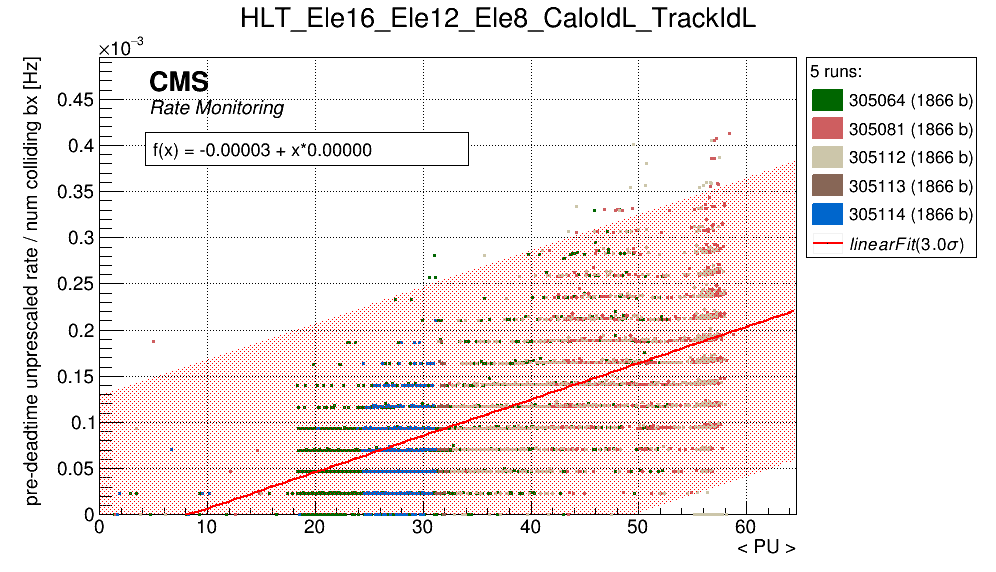 HLT_Ele16_Ele12_Ele8_CaloIdL_TrackIdL
×10⁻³
pre-deadtime unprescaled rate / num colliding bx [Hz]
CMS
Rate Monitoring
f(x) = -0.00003 + x*0.00000
0.45
0.4
0.35
0.3
0.25
0.2
0.15
0.1
0.05
0
0 10 20 30 40 50 60
< PU >
5 runs:
305064 (1866 b)
305081 (1866 b)
305112 (1866 b)
305113 (1866 b)
305114 (1866 b)
linearFit(3.0σ)